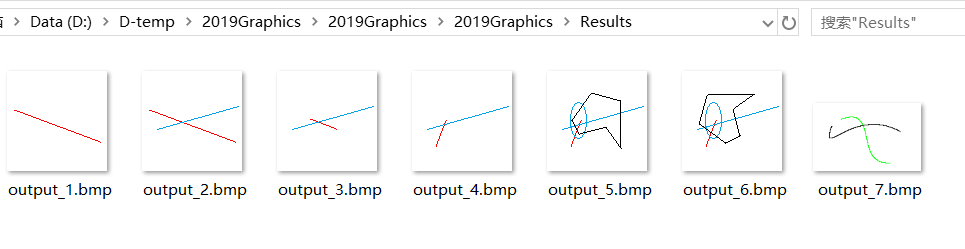 Data (D:) > D-temp > 2019Graphics > 2019Graphics > 2019Graphics > Results
搜索"Results"
output_1.bmp output_2.bmp output_3.bmp output_4.bmp output_5.bmp output_6.bmp output_7.bmp